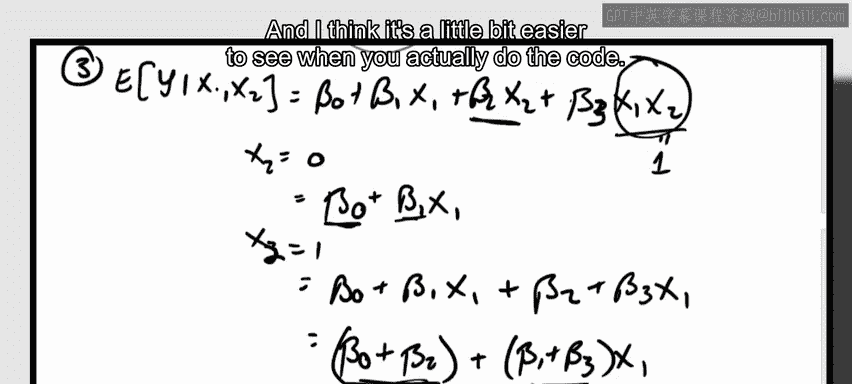 GPT中英字幕课程资源@bilibili.com
And I think it's a little bit easier
to see when you actually do the code.
③ E[Y|X₁,X₂] = β₀ + β₁X₁ + β₂X₂ + β₃X₁X₂
X₂ = 0
1
= β₀ + β₁X₁
X₂ = 1
= β₀ + β₁X₁ + β₂ + β₃X₁
= (β₀ + β₂) + (β₁ + β₃)X₁